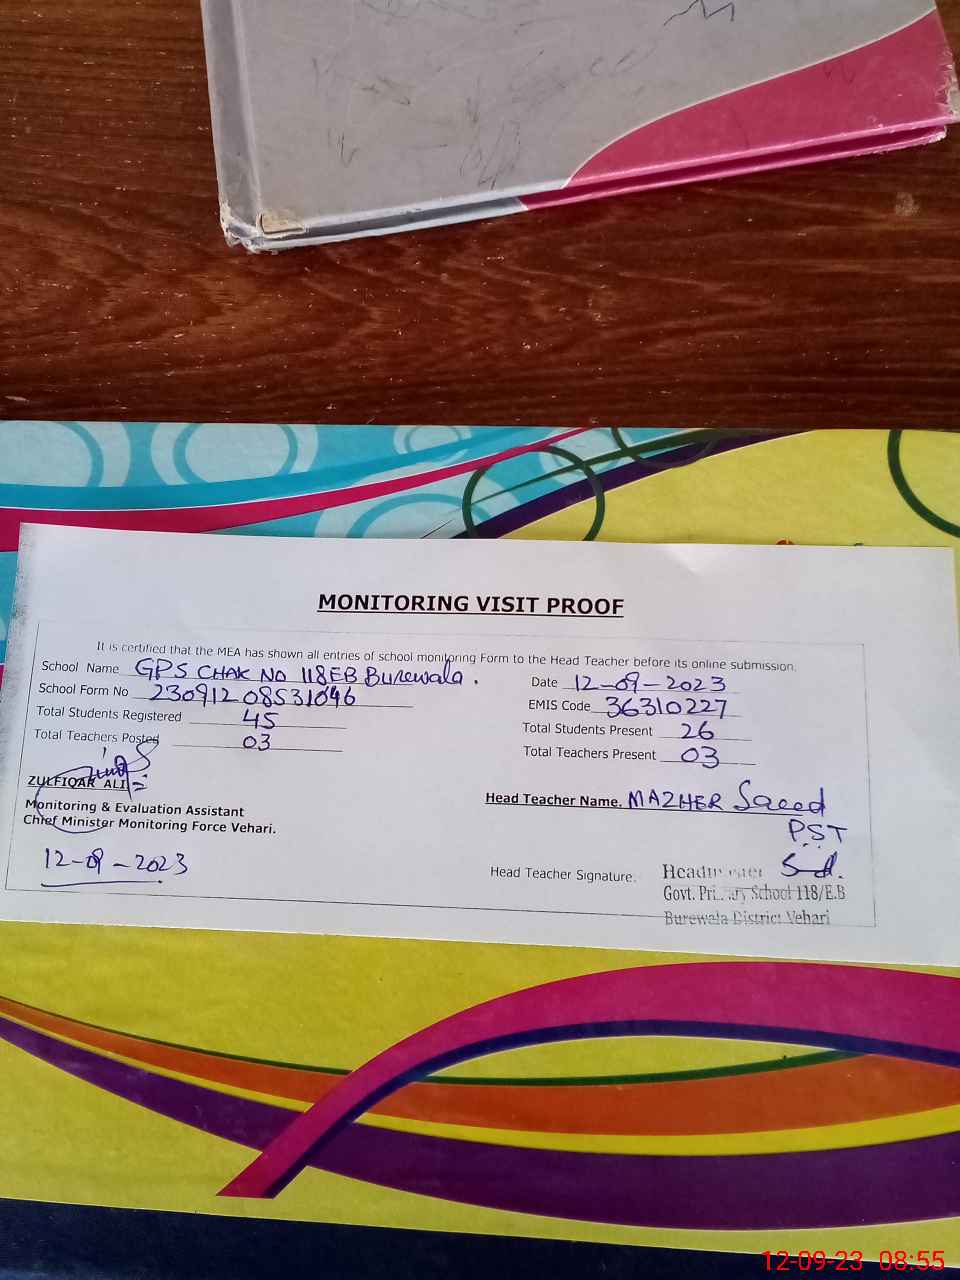 MONITORING VISIT PROOF
It is certified that the MEA has shown all entries of school monitoring Form to the Head Teacher before its online submission.
School Name GPS CHAK NO 118EB Burewala.
Date 12-09-2023
School Form No 23091208531046
EMIS Code 36310227
Total Students Registered 45
Total Students Present 26
Total Teachers Posted 03
Total Teachers Present 03
ZULFIQAR ALI
Monitoring & Evaluation Assistant
Chief Minister Monitoring Force Vehari.
12-09-2023
Head Teacher Name. MAZHER Saeed
PST
Head Teacher Signature:
Govt. Primary School 118/E.B
Burewala District Vehari
12-09-23 08:55